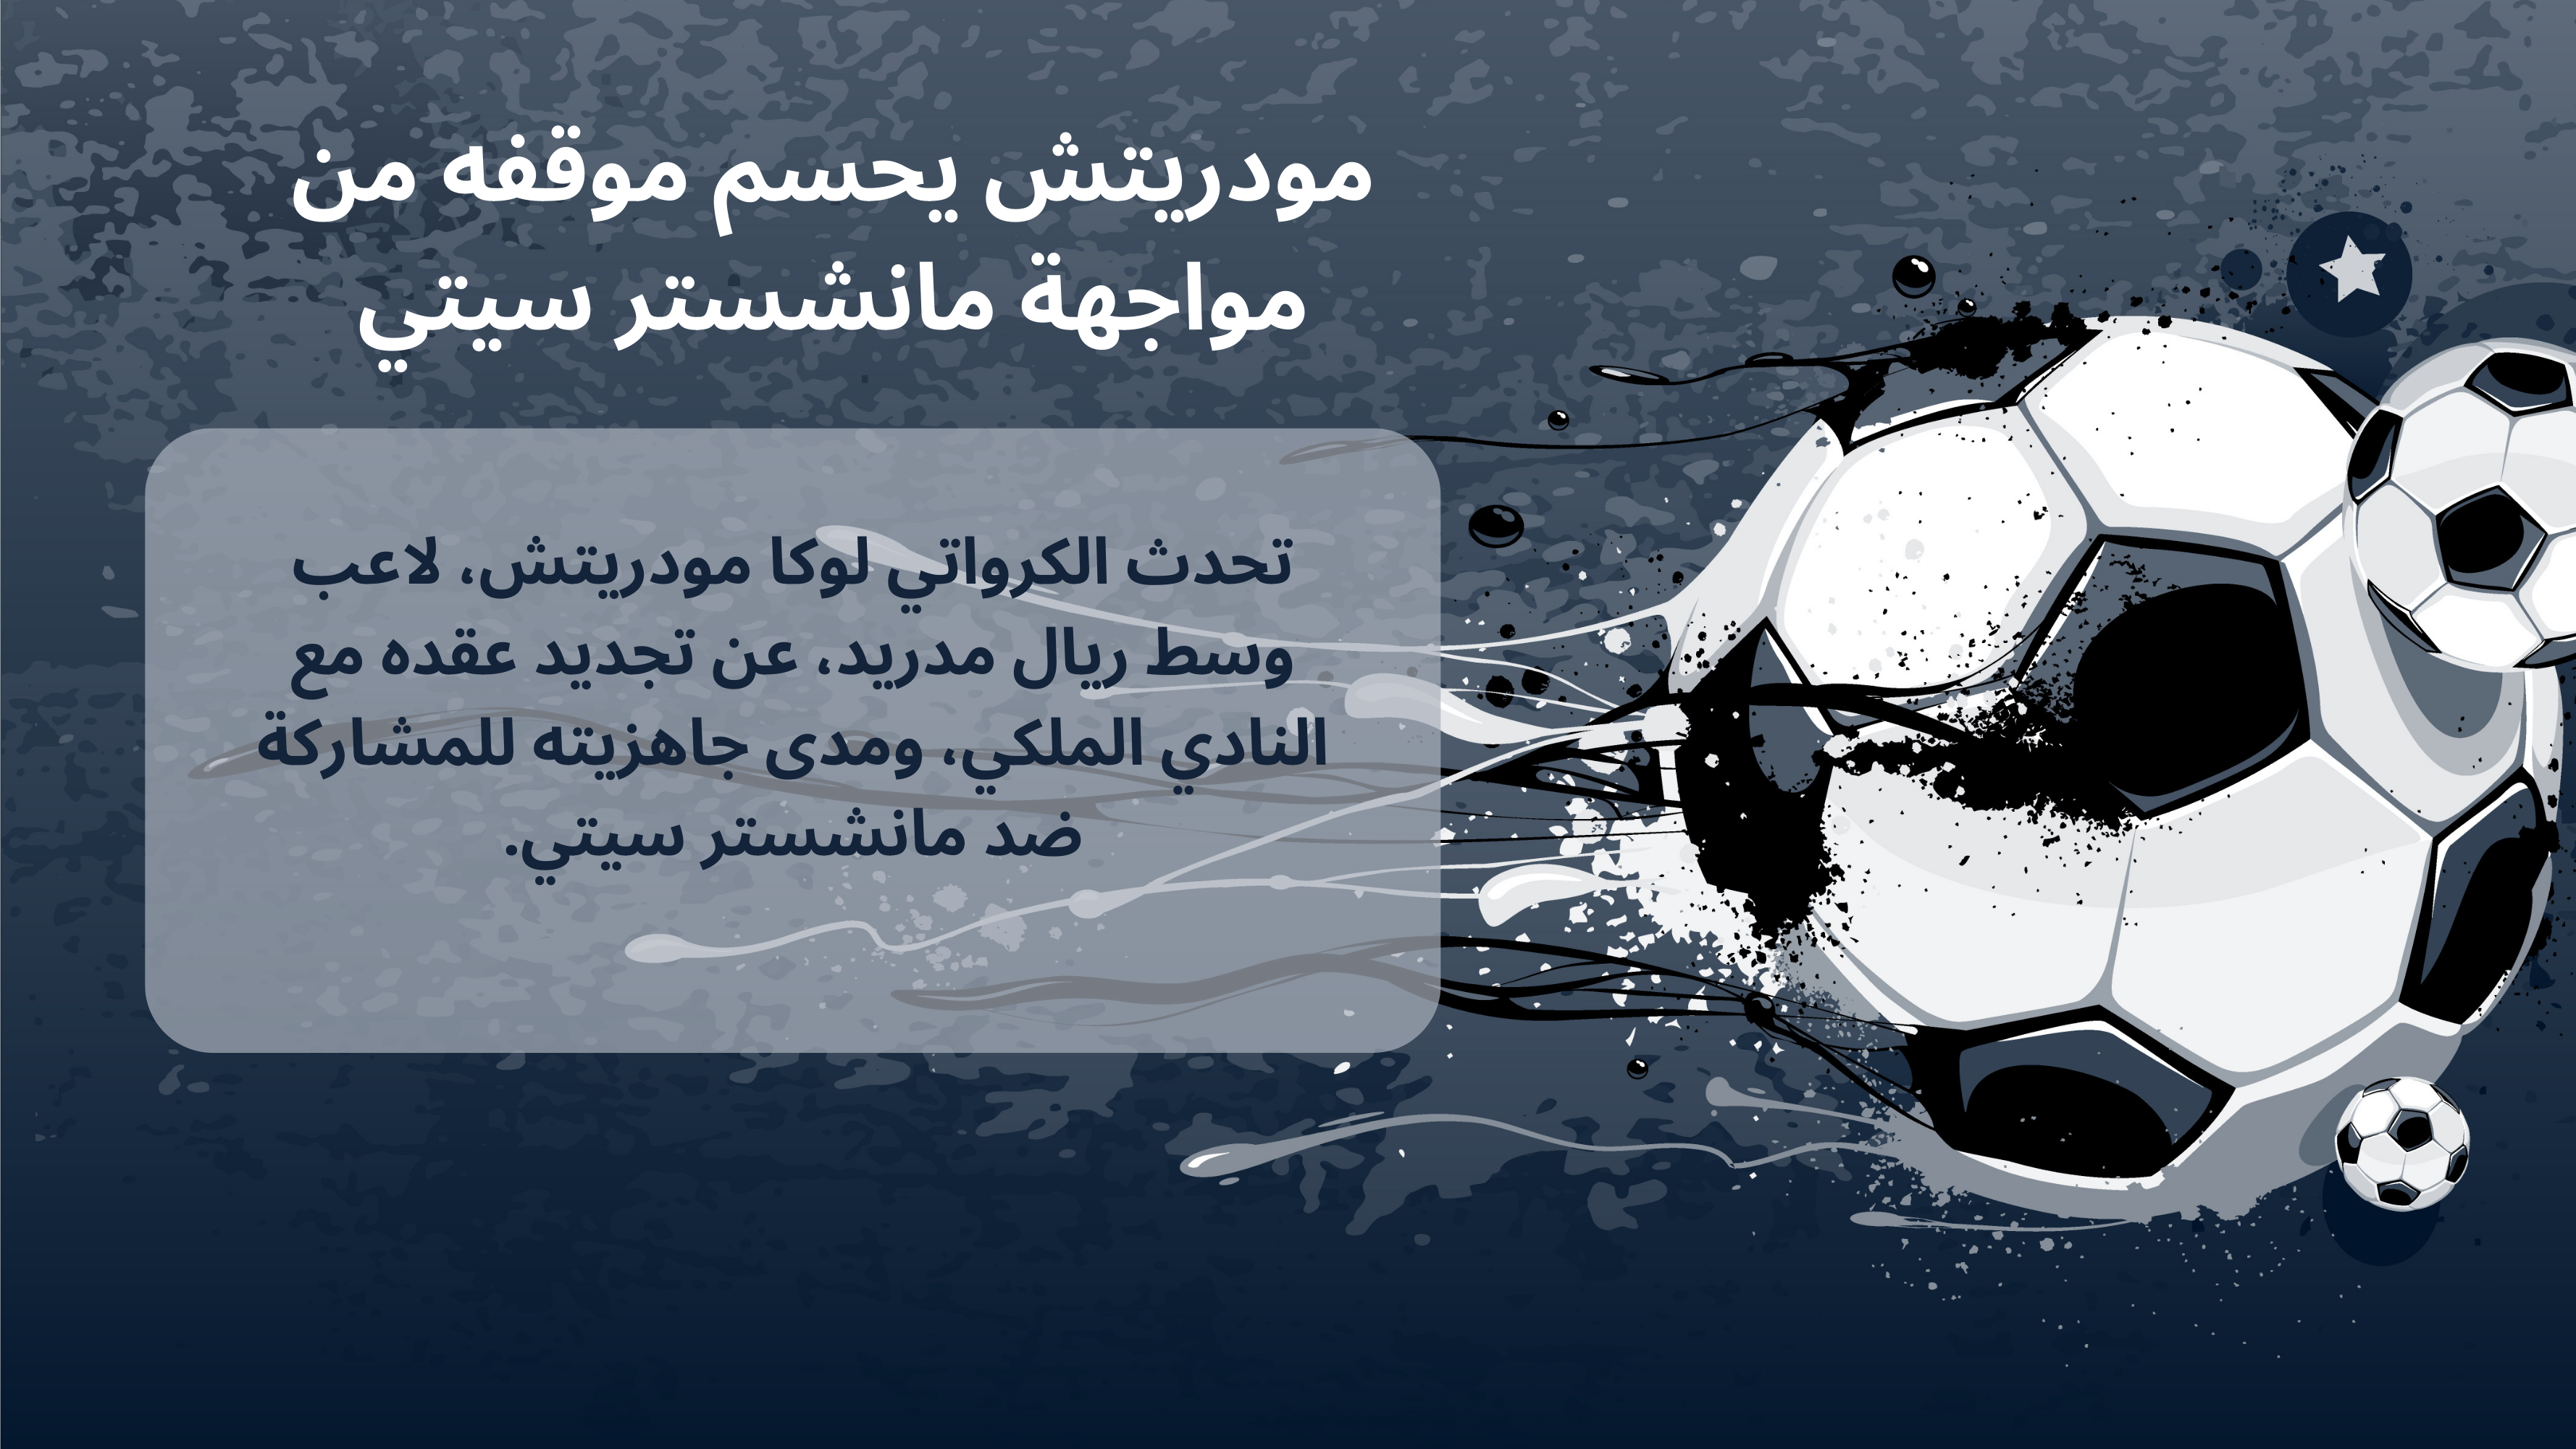 مودريتش يحسم موقفه من
مواجهة مانشستر سيتي
تحدث الكرواتي لوكا مودريتش، لاعب
وسط ريال مدريد، عن تجديد عقده مع
النادي الملكي، ومدى جاهزيته للمشاركة
ضد مانشستر سيتي.